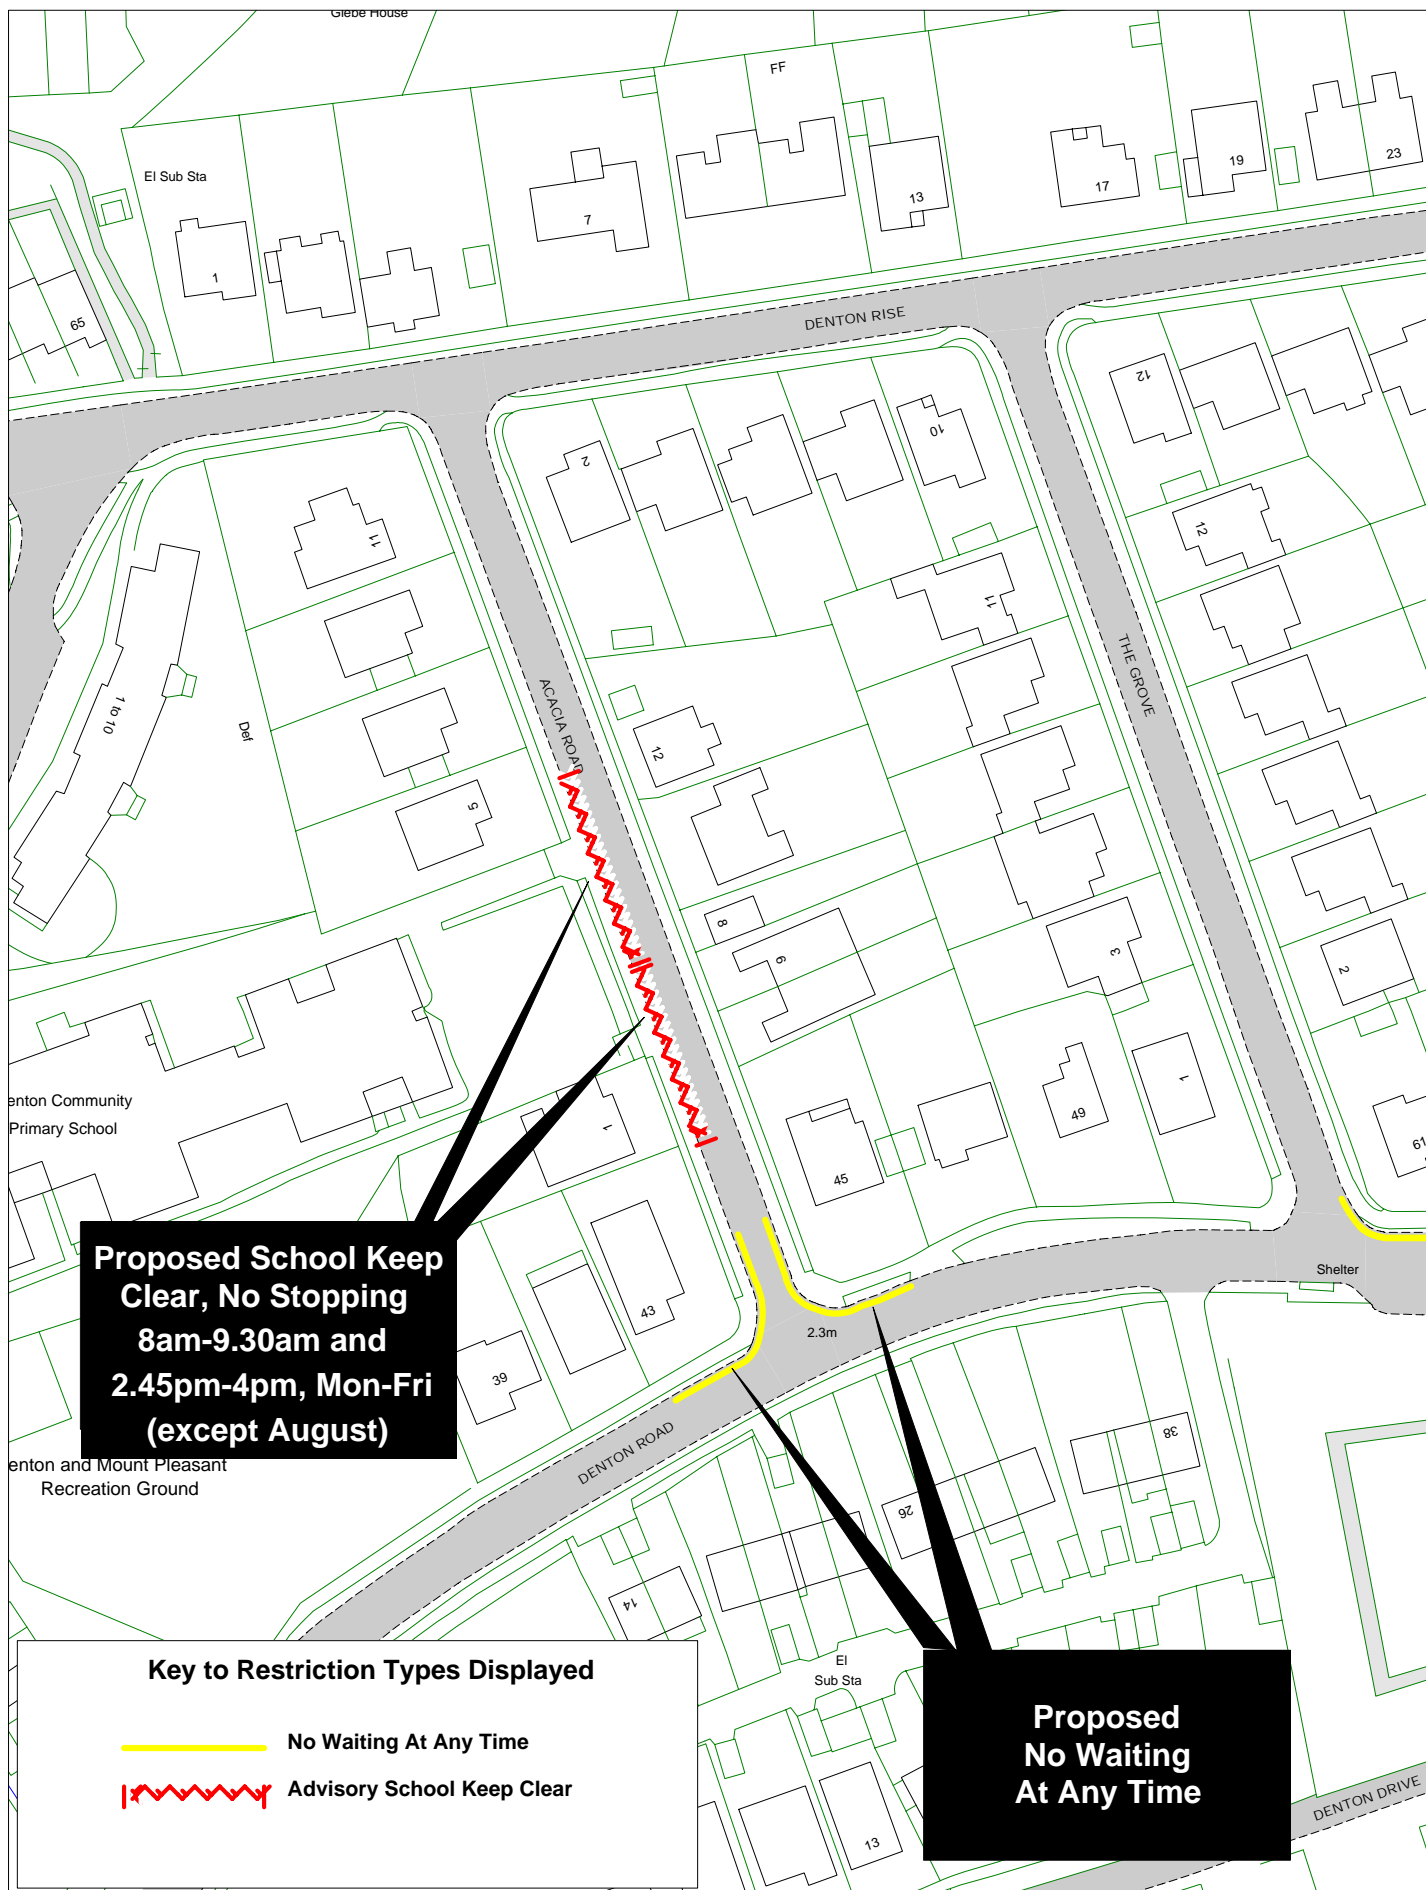 Glebe House
FF
El Sub Sta
1
7
13
17
19
23
65
DENTON RISE
2
10
12
11
11
12
1 to 10
Def
ACACIA ROAD
THE GROVE
12
5
8
9
3
2
enton Community
Primary School
1
45
49
1
61
Proposed School Keep
Clear, No Stopping
8am-9.30am and
2.45pm-4pm, Mon-Fri
(except August)
43
39
2.3m
Shelter
DENTON ROAD
enton and Mount Pleasant
Recreation Ground
38
26
14
El
Sub Sta
Key to Restriction Types Displayed
No Waiting At Any Time
Advisory School Keep Clear
Proposed
No Waiting
At Any Time
13
DENTON DRIVE